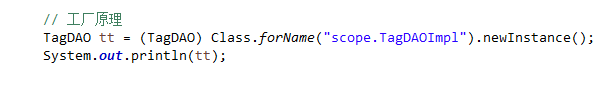 // 工厂原理
TagDAO tt = (TagDAO) Class.forName("scope.TagDAOImpl").newInstance();
System.out.println(tt);